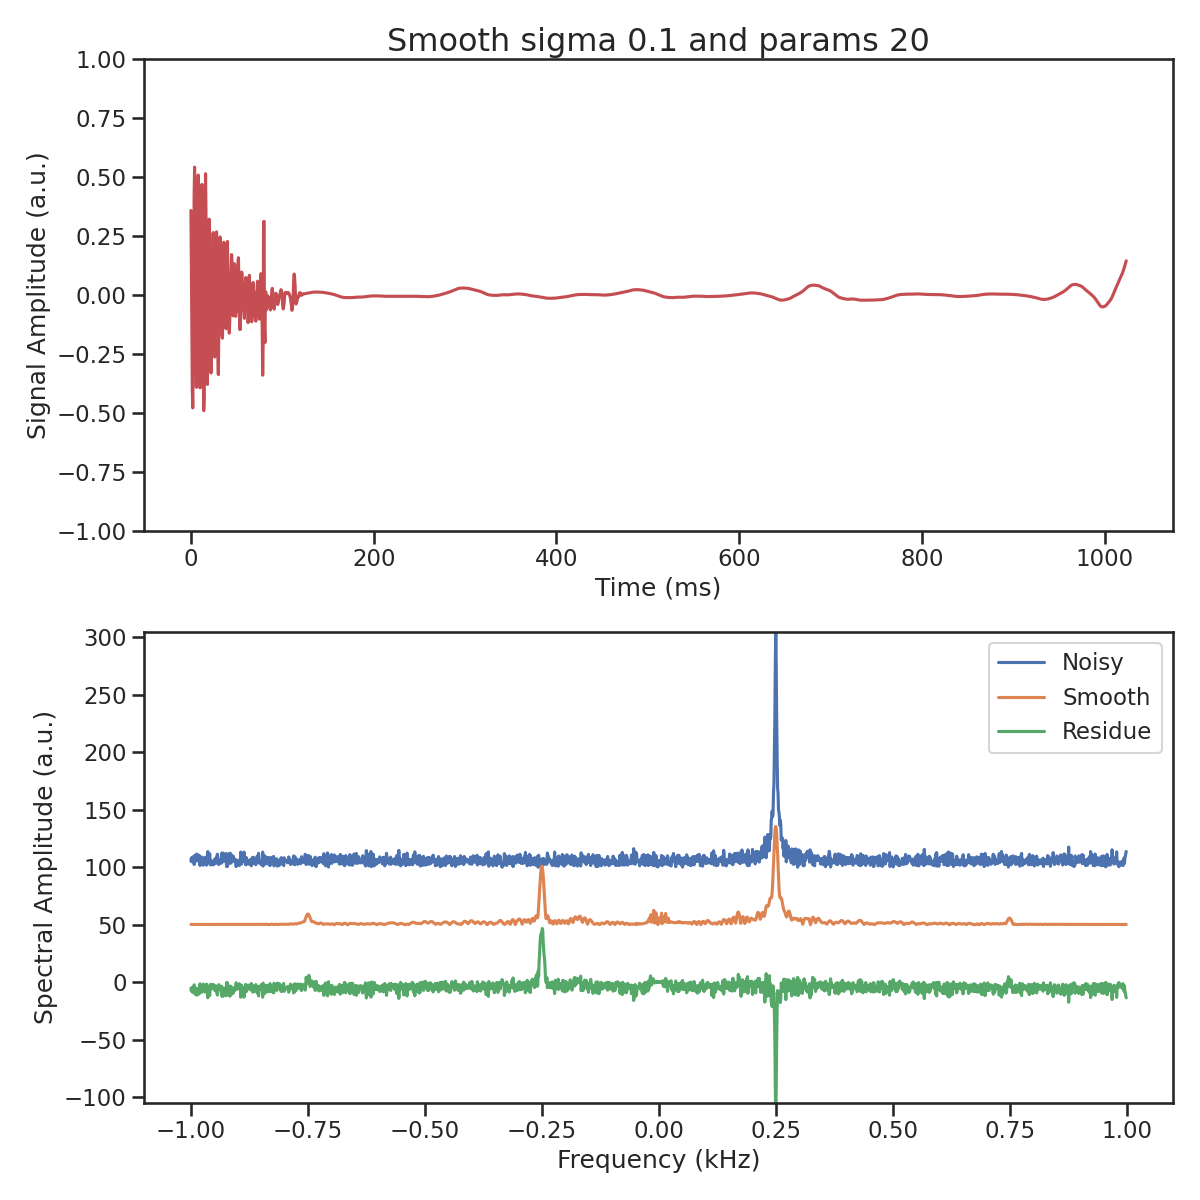 Smooth sigma 0.1 and params 20
1.00
0.75
0.50
0.25
0.00
−0.25
−0.50
−0.75
−1.00
Signal Amplitude (a.u.)
0 200 400 600 800 1000
Time (ms)
300
250
200
150
100
50
0
−50
−100
Spectral Amplitude (a.u.)
Noisy
Smooth
Residue
−1.00 −0.75 −0.50 −0.25 0.00 0.25 0.50 0.75 1.00
Frequency (kHz)